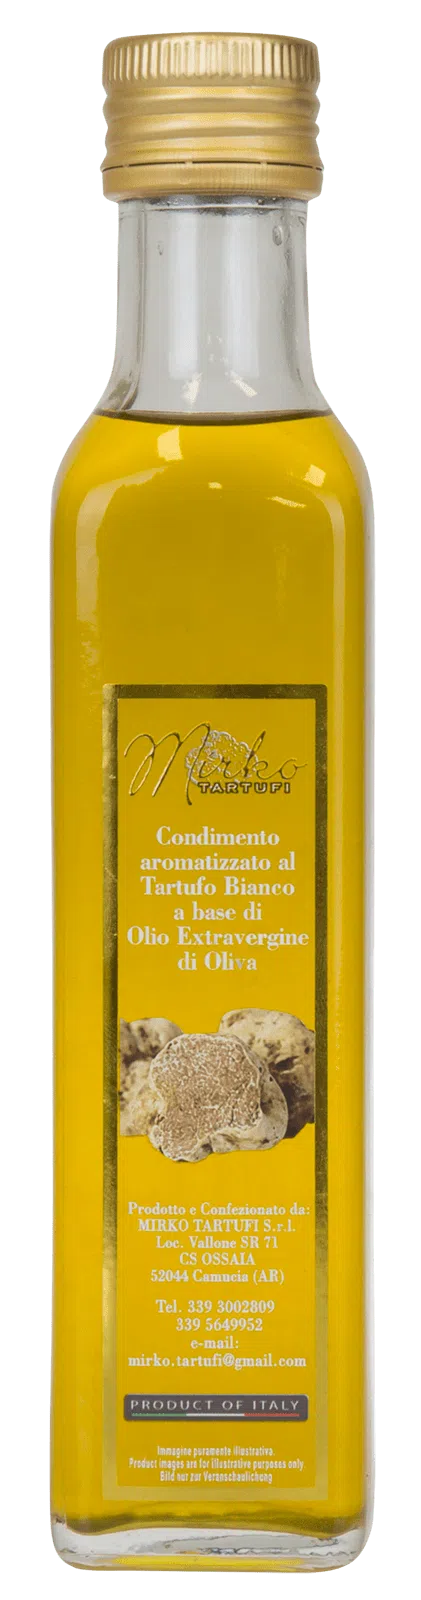 Mirko
TARTUFI
Condimento
aromatizzato al
Tartufo Bianco
a base di
Olio Extravergine
di Oliva
Prodotto e Confezionato da:
MIRKO TARTUFI S.r.l.
Loc. Vallone SR 71
CS OSSAIA
52044 Camucia (AR)
Tel. 339 3002809
339 5649952
e-mail:
mirko.tartufi@gmail.com
PRODUCT OF ITALY
Immagine puramente illustrativa.
Product images are for illustrative purposes only
Bild nur zur Veranschaulichung